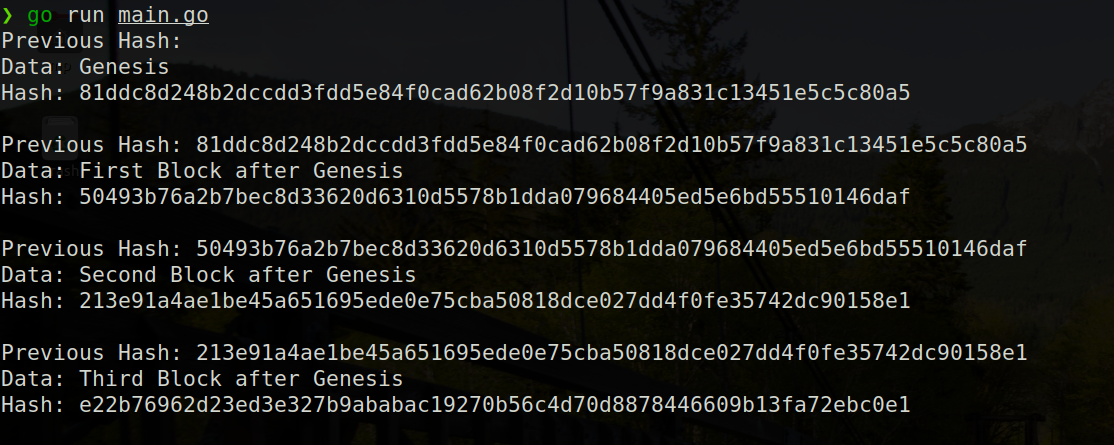 ❯ go run main.go
Previous Hash:
Data: Genesis
Hash: 81ddc8d248b2dccdd3fdd5e84f0cad62b08f2d10b57f9a831c13451e5c5c80a5
Previous Hash: 81ddc8d248b2dccdd3fdd5e84f0cad62b08f2d10b57f9a831c13451e5c5c80a5
Data: First Block after Genesis
Hash: 50493b76a2b7bec8d33620d6310d5578b1dda079684405ed5e6bd55510146daf
Previous Hash: 50493b76a2b7bec8d33620d6310d5578b1dda079684405ed5e6bd55510146daf
Data: Second Block after Genesis
Hash: 213e91a4ae1be45a651695ede0e75cba50818dce027dd4f0fe35742dc90158e1
Previous Hash: 213e91a4ae1be45a651695ede0e75cba50818dce027dd4f0fe35742dc90158e1
Data: Third Block after Genesis
Hash: e22b76962d23ed3e327b9ababac19270b56c4d70d8878446609b13fa72ebc0e1